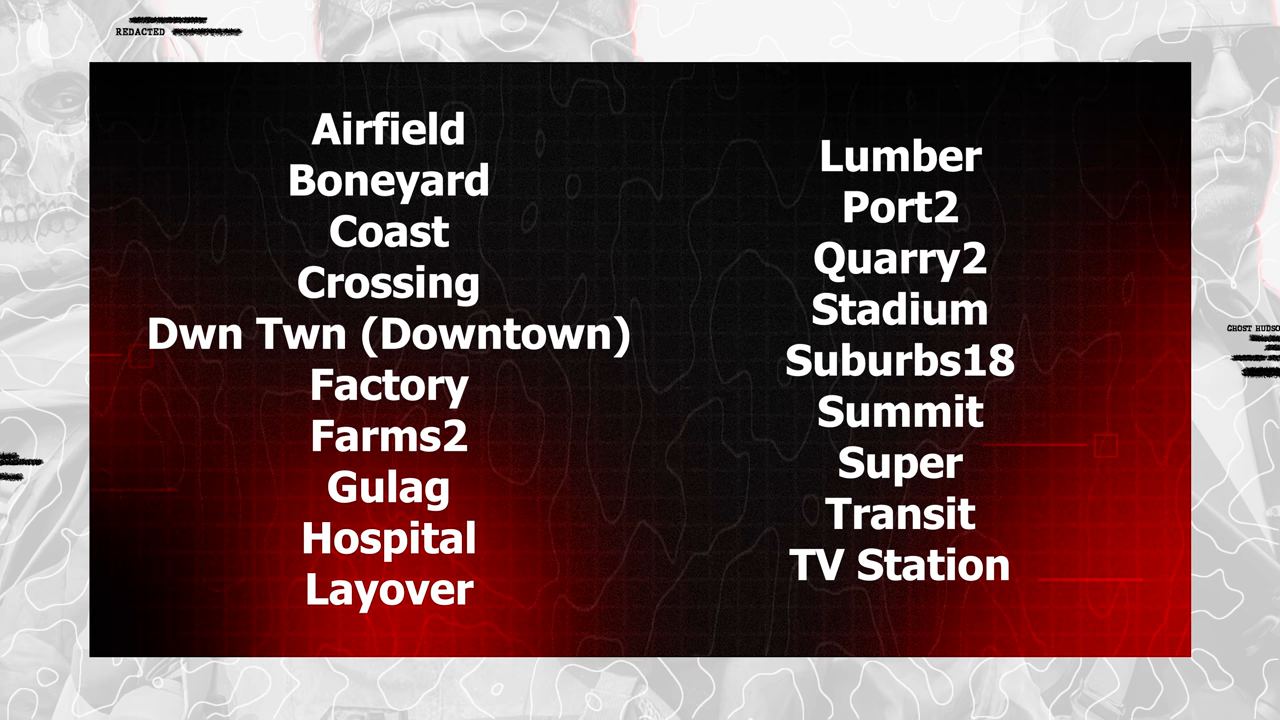 REDACTED
Airfield
Boneyard
Coast
Crossing
Dwn Twn (Downtown)
Factory
Farms2
Gulag
Hospital
Layover
Lumber
Port2
Quarry2
Stadium
Suburbs18
Summit
Super
Transit
TV Station
GHOST HUDSO